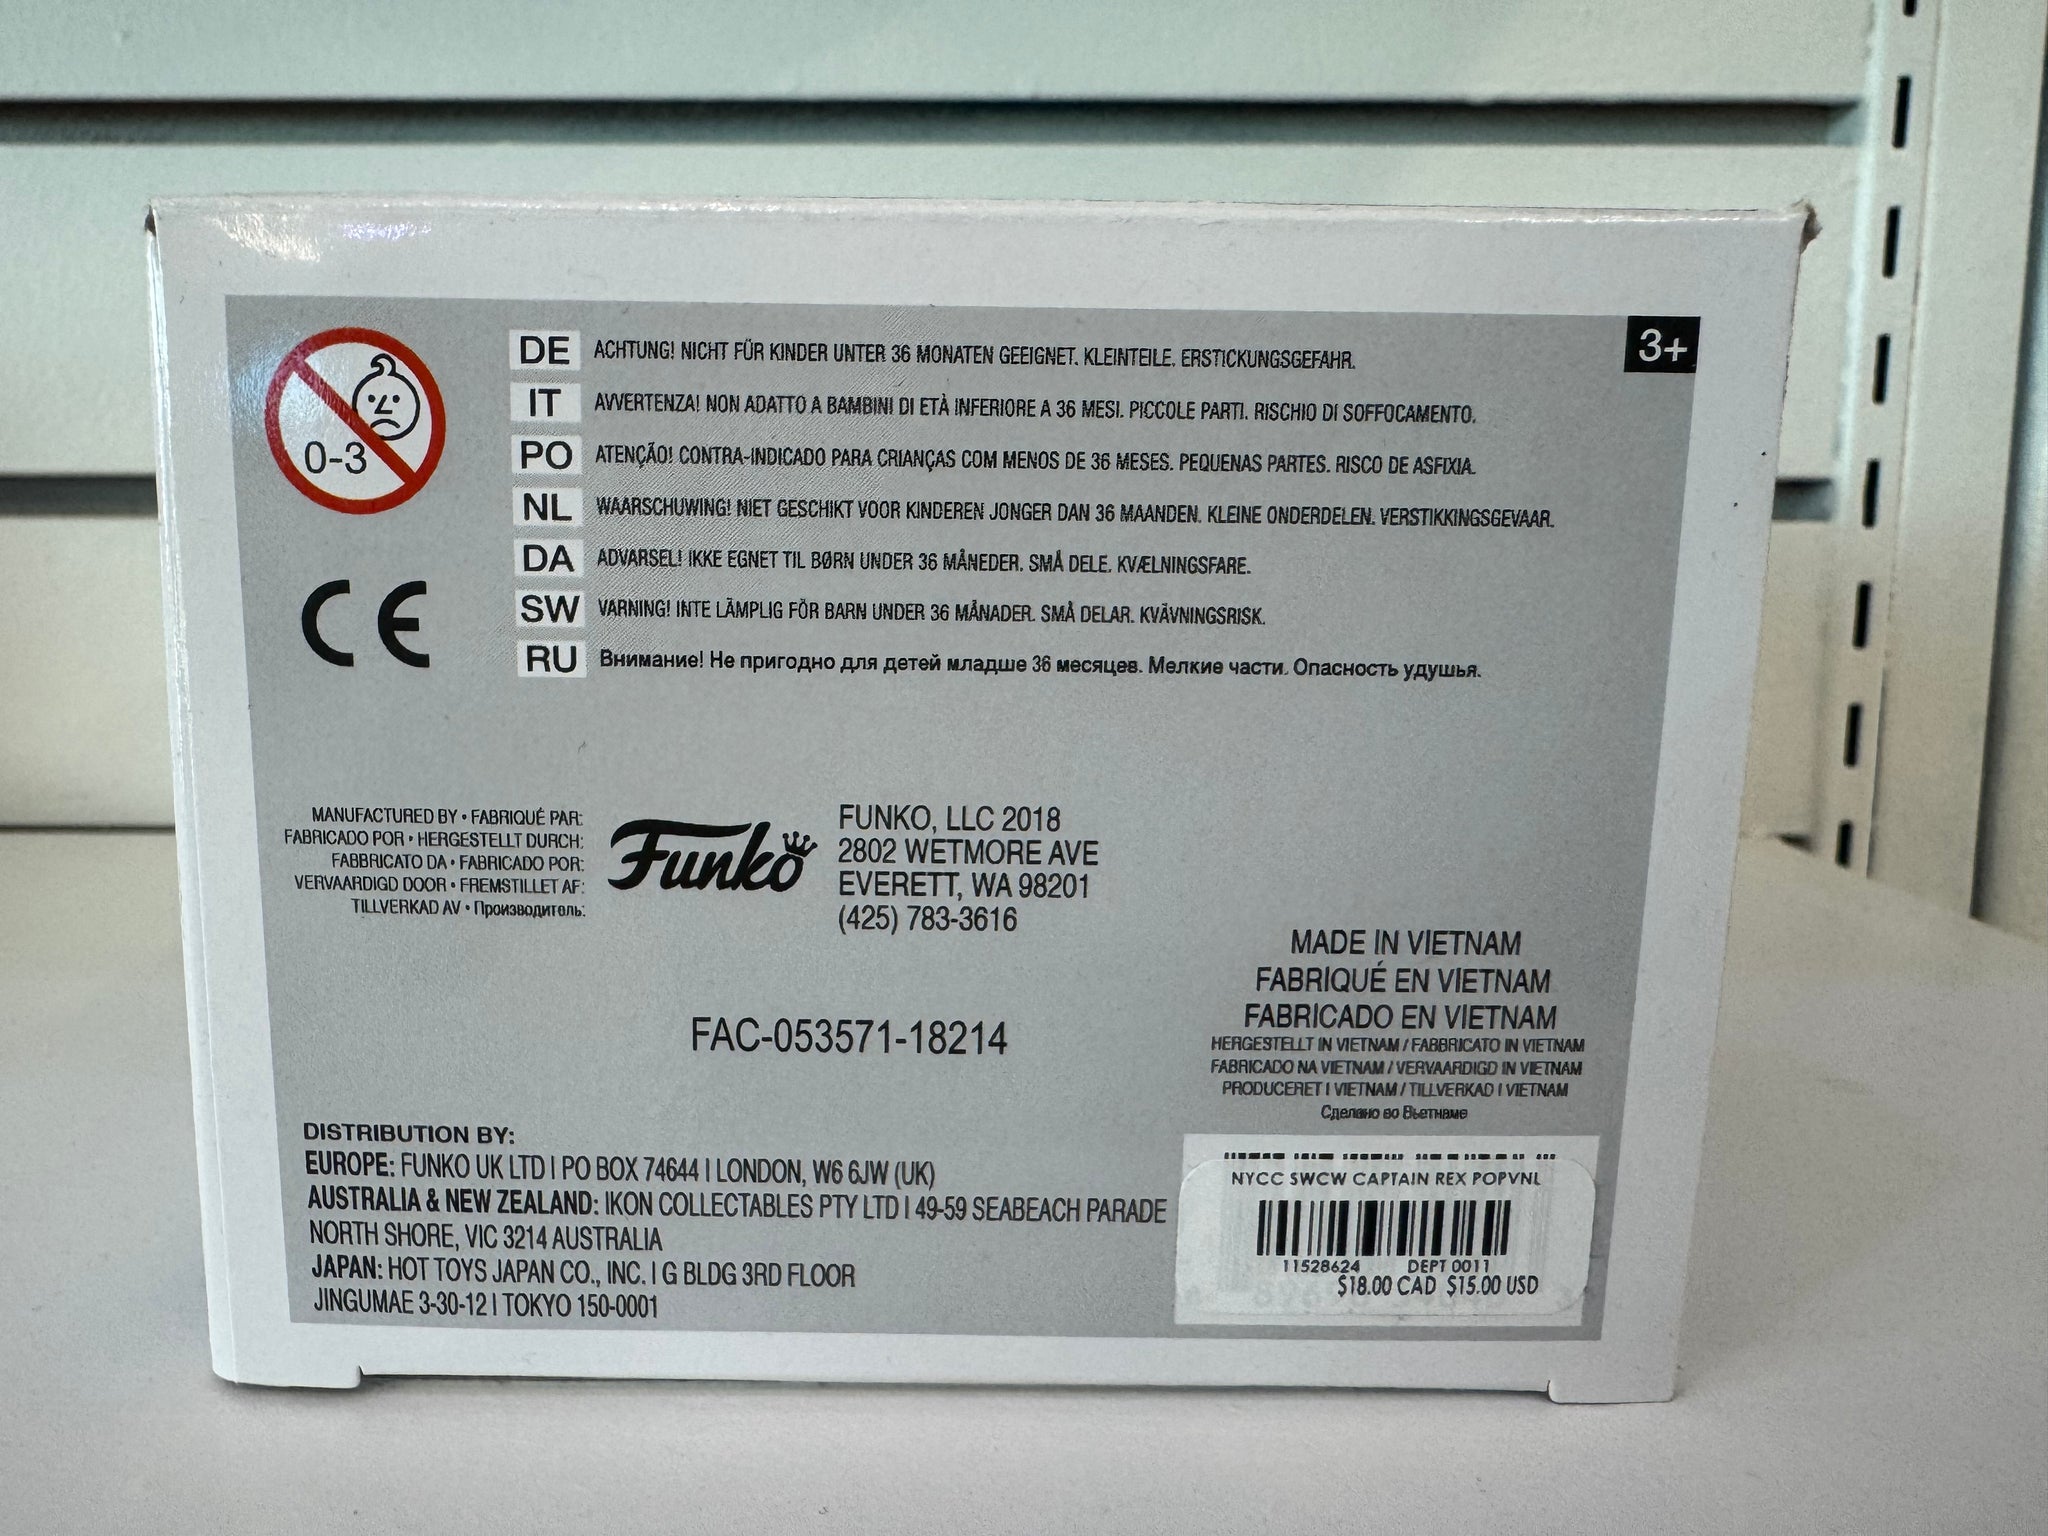 0-3
3+
DE ACHTUNG! NICHT FÜR KINDER UNTER 36 MONATEN GEEIGNET. KLEINTEILE. ERSTICKUNGSGEFAHR.
IT AVVERTENZA! NON ADATTO A BAMBINI DI ETÀ INFERIORE A 36 MESI. PICCOLE PARTI. RISCHIO DI SOFFOCAMENTO.
PO ATENÇÃO! CONTRA-INDICADO PARA CRIANÇAS COM MENOS DE 36 MESES. PEQUENAS PARTES. RISCO DE ASFIXIA.
NL WAARSCHUWING! NIET GESCHIKT VOOR KINDEREN JONGER DAN 36 MAANDEN. KLEINE ONDERDELEN. VERSTIKKINGSGEVAAR.
DA ADVARSEL! IKKE EGNET TIL BØRN UNDER 36 MÅNEDER. SMÅ DELE. KVÆLNINGSFARE.
SW VARNING! INTE LÄMPLIG FÖR BARN UNDER 36 MÅNADER. SMÅ DELAR. KVÄVNINGSRISK.
RU Внимание! Не пригодно для детей младше 36 месяцев. Мелкие части. Опасность удушья.
CE
MANUFACTURED BY • FABRIQUÉ PAR:
FABRICADO POR • HERGESTELLT DURCH:
FABBRICATO DA • FABRICADO POR:
VERVAARDIGD DOOR • FREMSTILLET AF:
TILLVERKAD AV • Производитель:
Funko
FUNKO, LLC 2018
2802 WETMORE AVE
EVERETT, WA 98201
(425) 783-3616
FAC-053571-18214
MADE IN VIETNAM
FABRIQUÉ EN VIETNAM
FABRICADO EN VIETNAM
HERGESTELLT IN VIETNAM / FABBRICATO IN VIETNAM
FABRICADO NA VIETNAM / VERVAARDIGD IN VIETNAM
PRODUCERET I VIETNAM / TILLVERKAD I VIETNAM
Сделано во Вьетнаме
DISTRIBUTION BY:
EUROPE: FUNKO UK LTD | PO BOX 74644 | LONDON, W6 6JW (UK)
AUSTRALIA & NEW ZEALAND: IKON COLLECTABLES PTY LTD | 49-59 SEABEACH PARADE
NORTH SHORE, VIC 3214 AUSTRALIA
JAPAN: HOT TOYS JAPAN CO., INC. | G BLDG 3RD FLOOR
JINGUMAE 3-30-12 | TOKYO 150-0001
NYCC SWCW CAPTAIN REX POPVNL
11528624 DEPT 0011
$18.00 CAD $15.00 USD